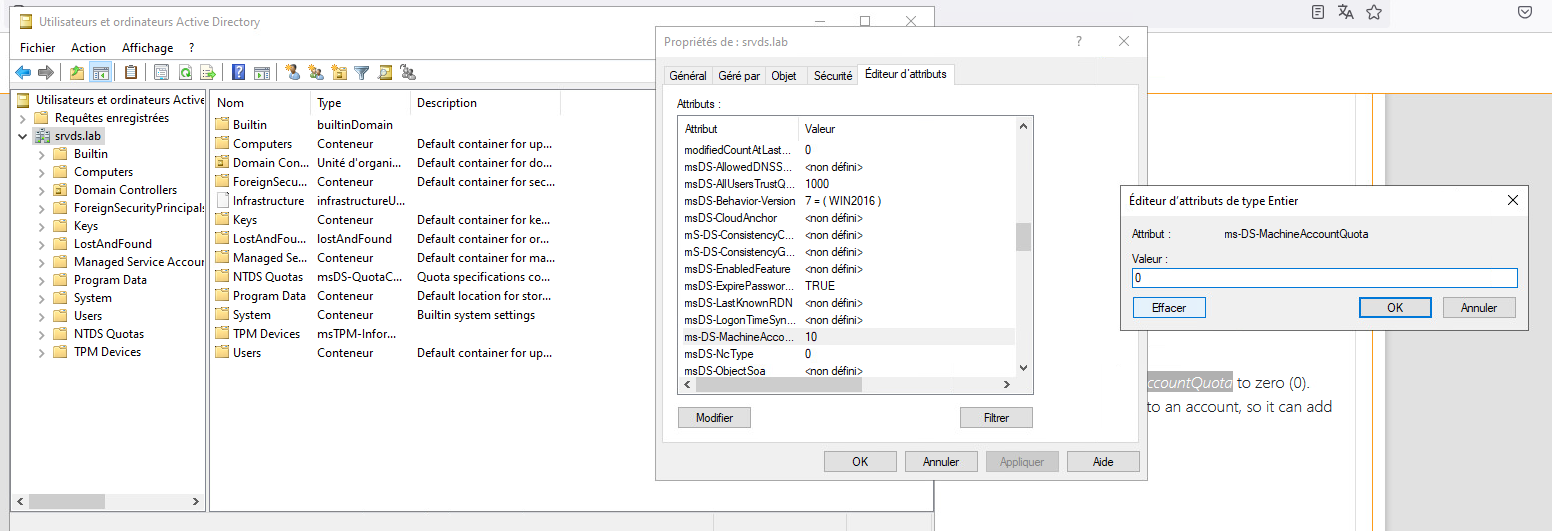 Utilisateurs et ordinateurs Active Directory
Fichier Action Affichage ?
Utilisateurs et ordinateurs Active
Requêtes enregistrées
srvds.lab
Builtin
Computers
Domain Controllers
ForeignSecurityPrincipals
Keys
LostAndFound
Managed Service Accour
Program Data
System
Users
NTDS Quotas
TPM Devices
Nom Type Description
Builtin builtinDomain
Computers Conteneur Default container for up...
Domain Con... Unité d'organi... Default container for do...
ForeignSecu... Conteneur Default container for sec...
Infrastructure infrastructureU...
Keys Conteneur Default container for ke...
LostAndFou... lostAndFound Default container for or...
Managed Se... Conteneur Default container for ma...
NTDS Quotas msDS-QuotaC... Quota specifications co...
Program Data Conteneur Default location for stor...
System Conteneur Builtin system settings
TPM Devices msTPM-Infor...
Users Conteneur Default container for up...
Propriétés de : srvds.lab
?
Général Géré par Objet Sécurité Éditeur d'attributs
Attributs :
Attribut Valeur
modifiedCountAtLast... 0
msDS-AllowedDNSS... <non défini>
msDS-AllUsersTrustQ... 1000
msDS-Behavior-Version 7 = ( WIN2016 )
msDS-CloudAnchor <non défini>
mS-DS-ConsistencyC... <non défini>
mS-DS-ConsistencyG... <non défini>
msDS-EnabledFeature <non défini>
msDS-ExpirePasswor... TRUE
msDS-LastKnownRDN <non défini>
msDS-LogonTimeSyn... <non défini>
ms-DS-MachineAcco... 10
msDS-NcType 0
msDS-ObjectSoa <non défini>
Modifier Filtrer
OK Annuler Appliquer Aide
Éditeur d'attributs de type Entier
Attribut : ms-DS-MachineAccountQuota
Valeur :
0
Effacer OK Annuler
ccountQuota to zero (0).
to an account, so it can add